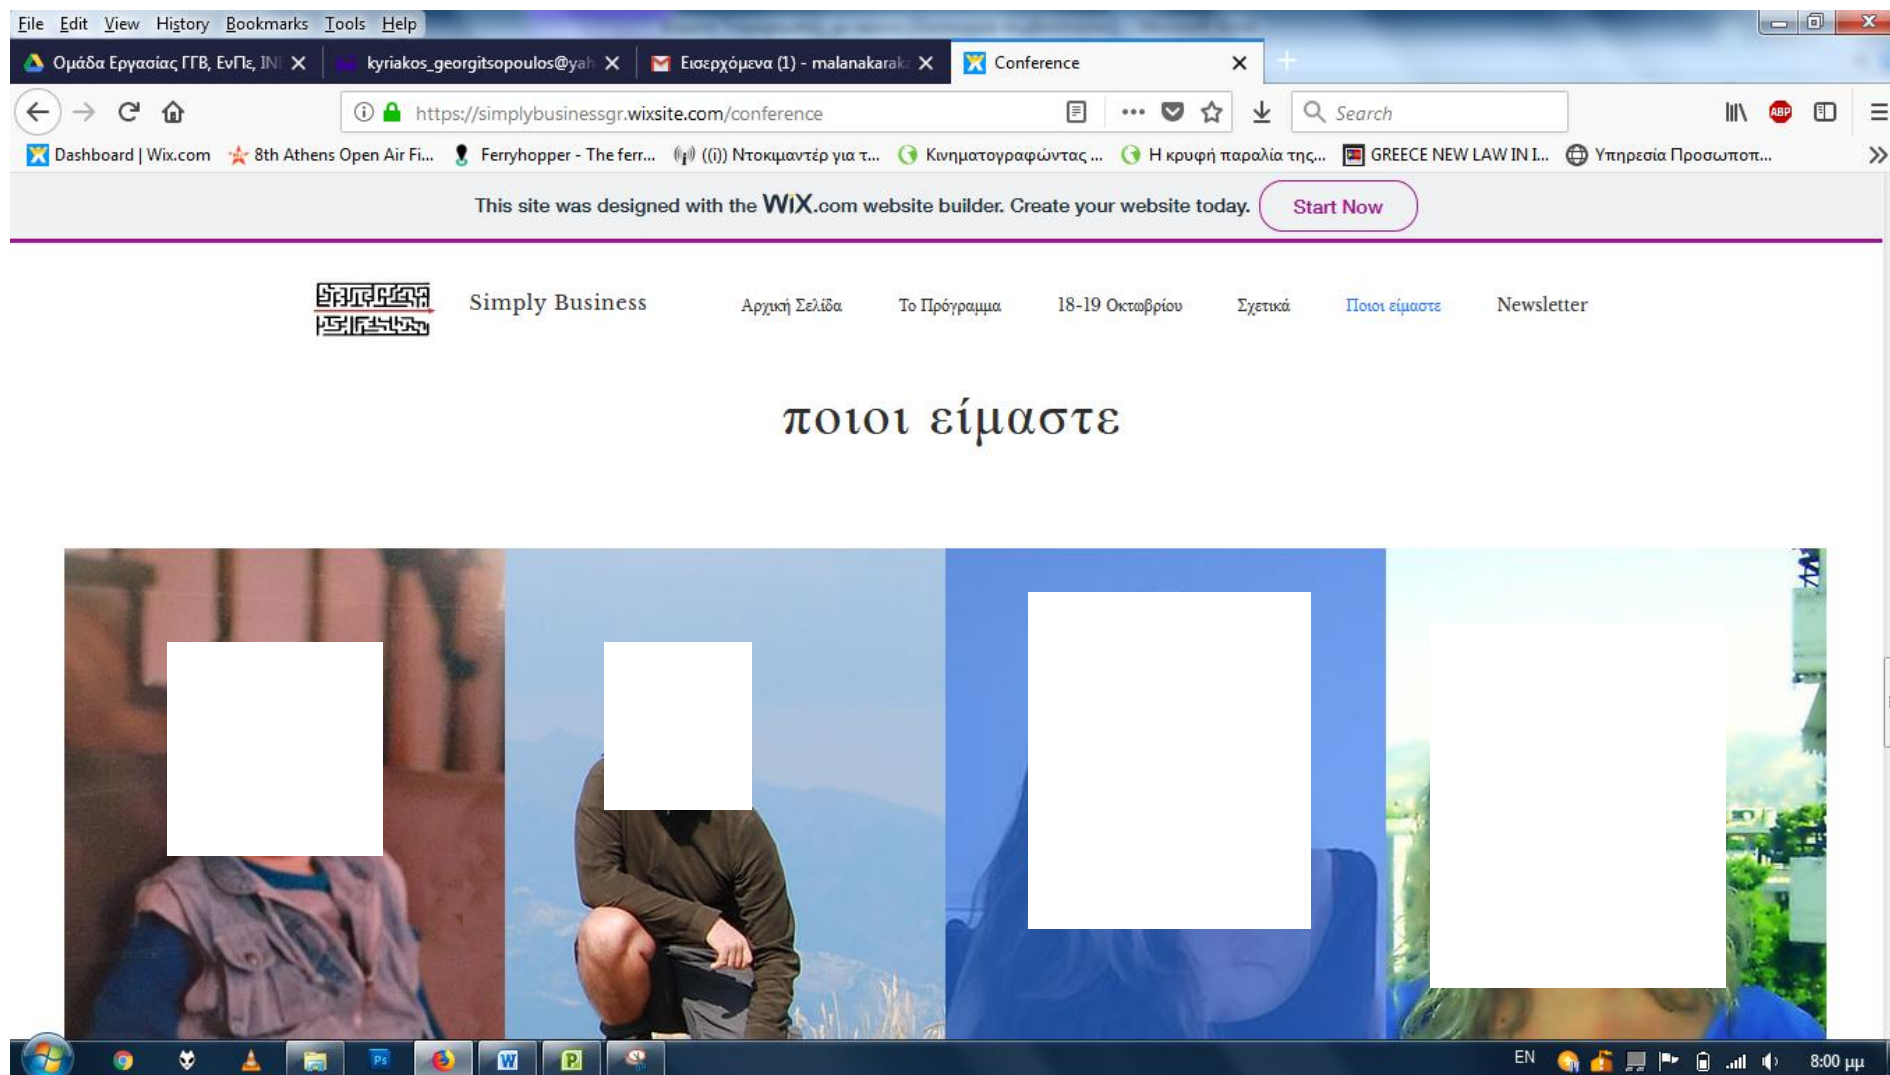 File Edit View History Bookmarks Tools Help
Ομάδα Εργασίας ΓΓΒ, ΕνΠε, ΙΝ
kyriakos_georgitsopoulos@yah
Εισερχόμενα (1) - malanakarak
Conference
https://simplybusinessgr.wixsite.com/conference
Search
ABP
Dashboard | Wix.com 8th Athens Open Air Fi... Ferryhopper - The ferr... ((i)) Ντοκιμαντέρ για τ... Κινηματογραφώντας ... Η κρυφή παραλία της... GREECE NEW LAW IN I... Υπηρεσία Προσωποπ...
This site was designed with the WiX.com website builder. Create your website today. Start Now
Simply Business Αρχική Σελίδα Το Πρόγραμμα 18-19 Οκτωβρίου Σχετικά Ποιοι είμαστε Newsletter
ποιοι είμαστε
Ps W P EN 8:00 μμ